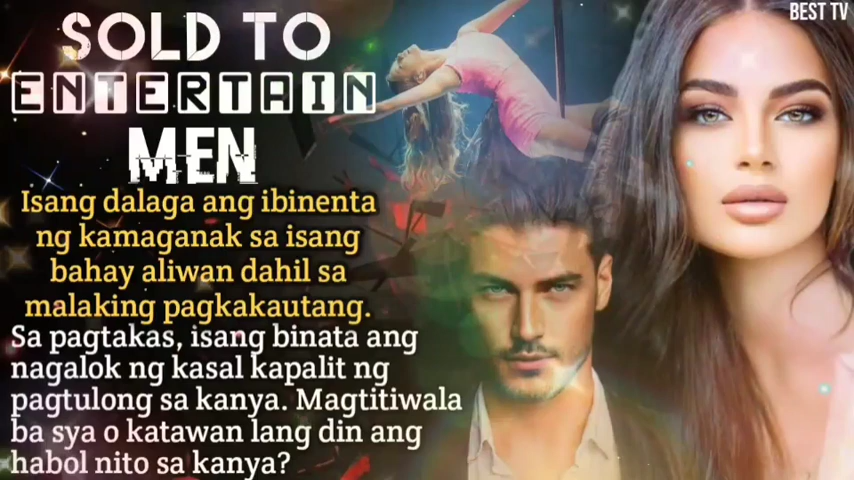 BEST TV
SOLD TO
ENTERTAIN
MEN
Isang dalaga ang ibinenta
ng kamaganak sa isang
bahay aliwan dahil sa
malaking pagkakautang.
Sa pagtakas, isang binata ang
nagalok ng kasal kapalit ng
pagtulong sa kanya. Magtitiwala
ba sya o katawan lang din ang
habol nito sa kanya?